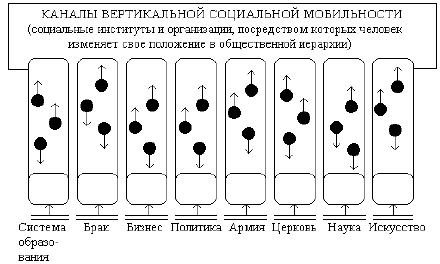 КАНАЛЫ ВЕРТИКАЛЬНОЙ СОЦИАЛЬНОЙ МОБИЛЬНОСТИ
(социальные институты и организации, посредством которых человек
изменяет свое положение в общественной иерархии)
Система Брак Бизнес Политика Армия Церковь Наука Искусство
образо-
вания